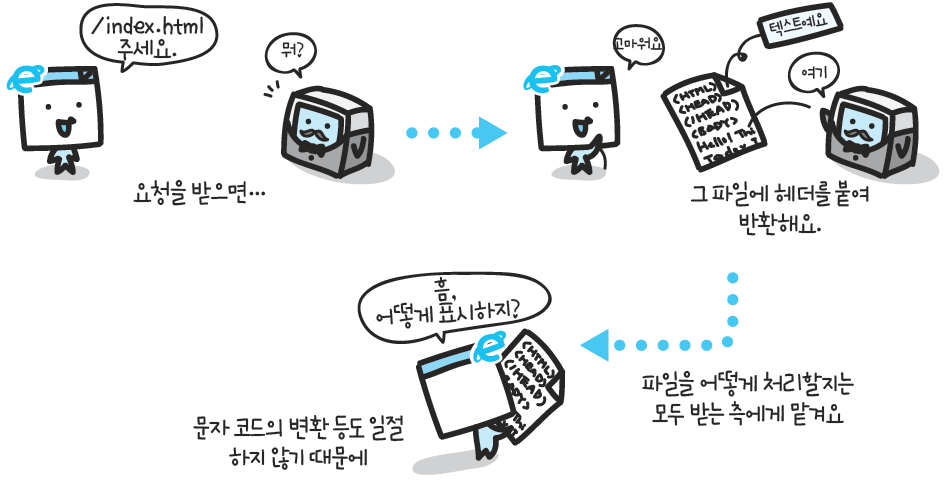 /index.html
주세요.
뭐?
요청을 받으면...
고마워요
텍스트예요
여기
<HTML>
<HEAD>
</HEAD>
<BODY>
Hello! Thi
Today I
그 파일에 헤더를 붙여
반환해요.
흠,
어떻게 표시하지?
<HTML>
<HEAD>
</HEAD>
파일을 어떻게 처리할지는
모두 받는 측에게 맡겨요
문자 코드의 변환 등도 일절
하지 않기 때문에